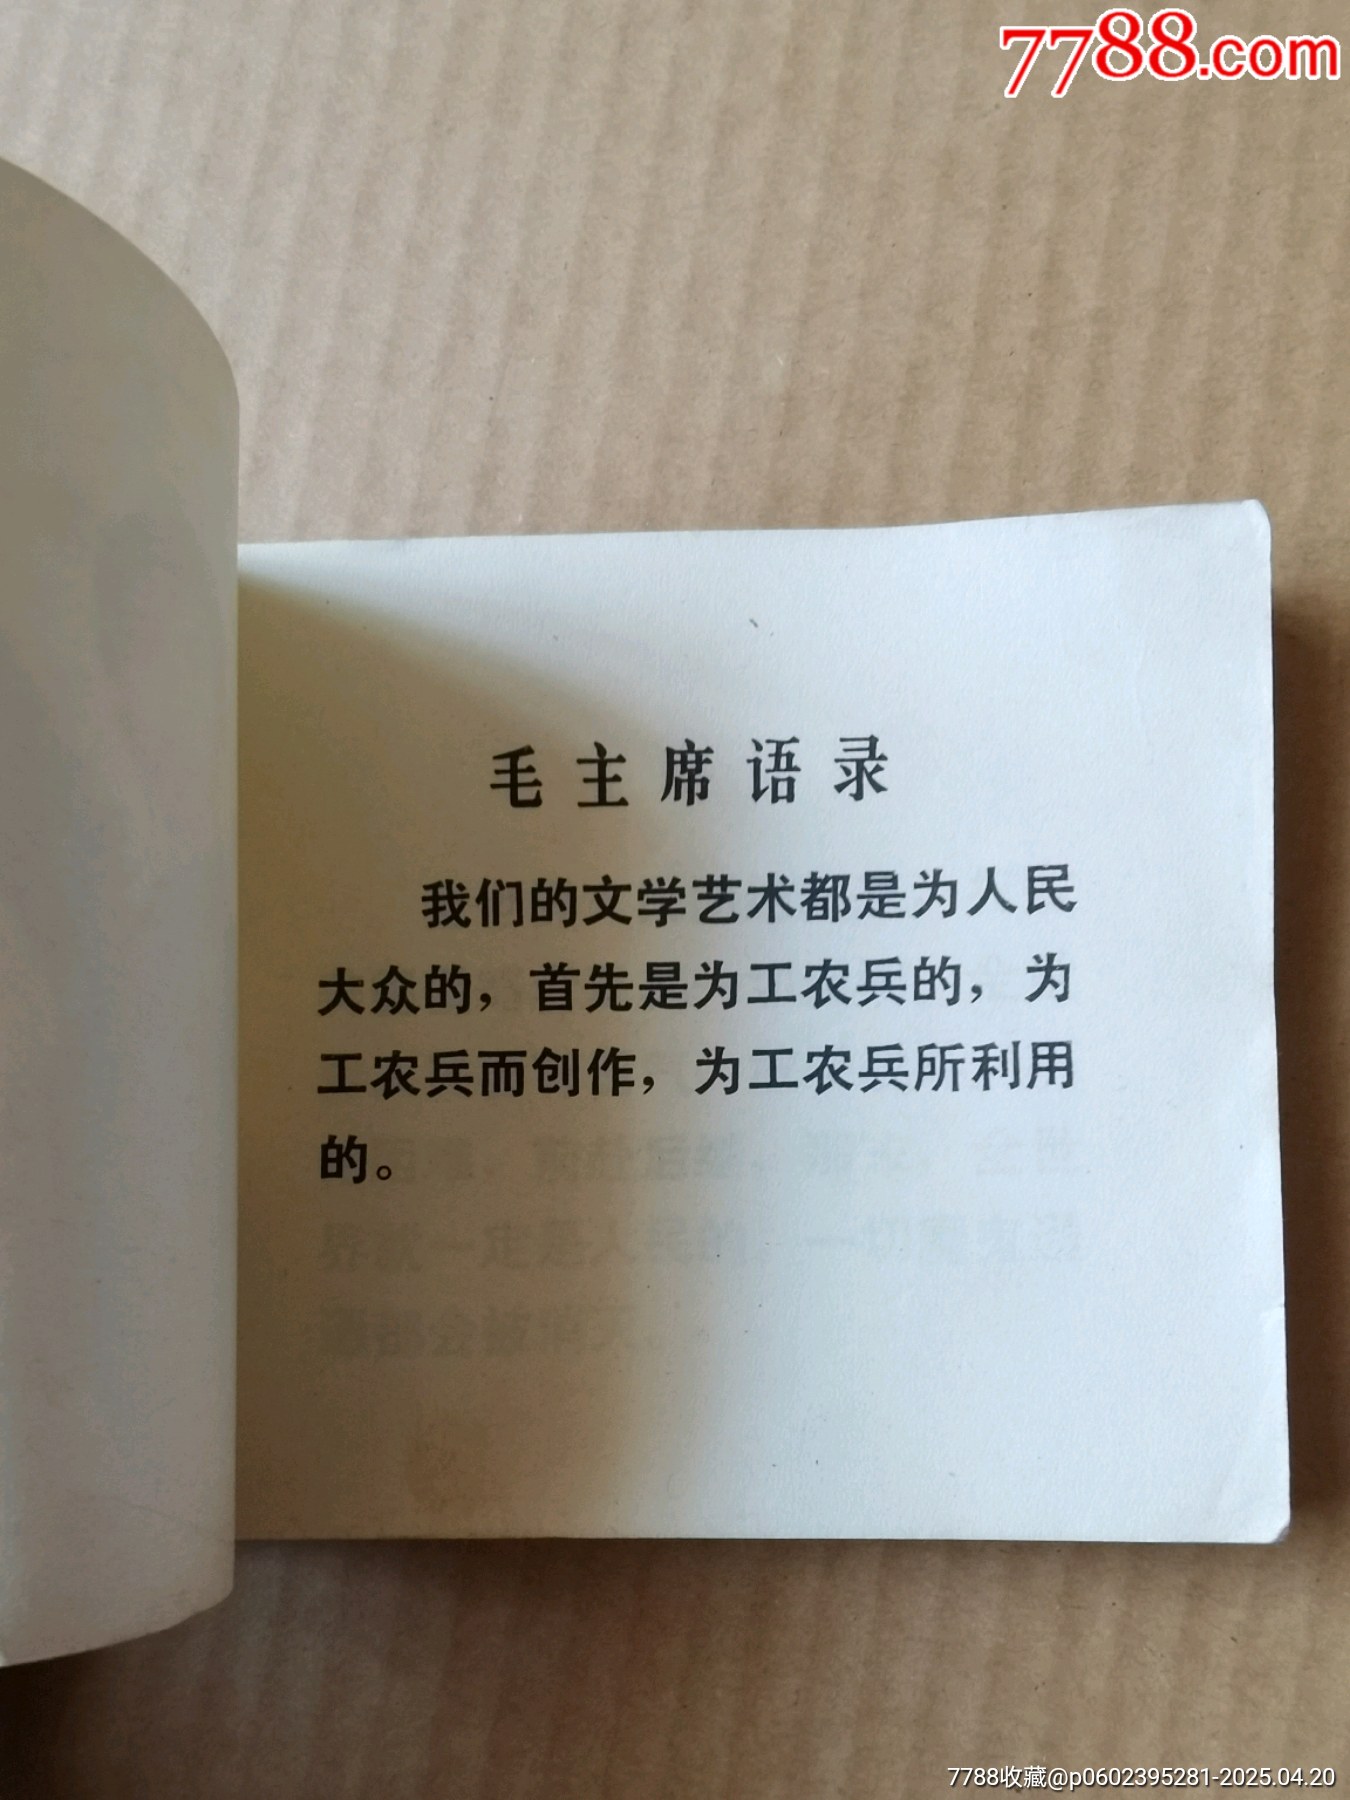 7788.com
毛主席语录
我们的文学艺术都是为人民
大众的，首先是为工农兵的，为
工农兵而创作，为工农兵所利用
的。
7788收藏@p0602395281-2025.04.20